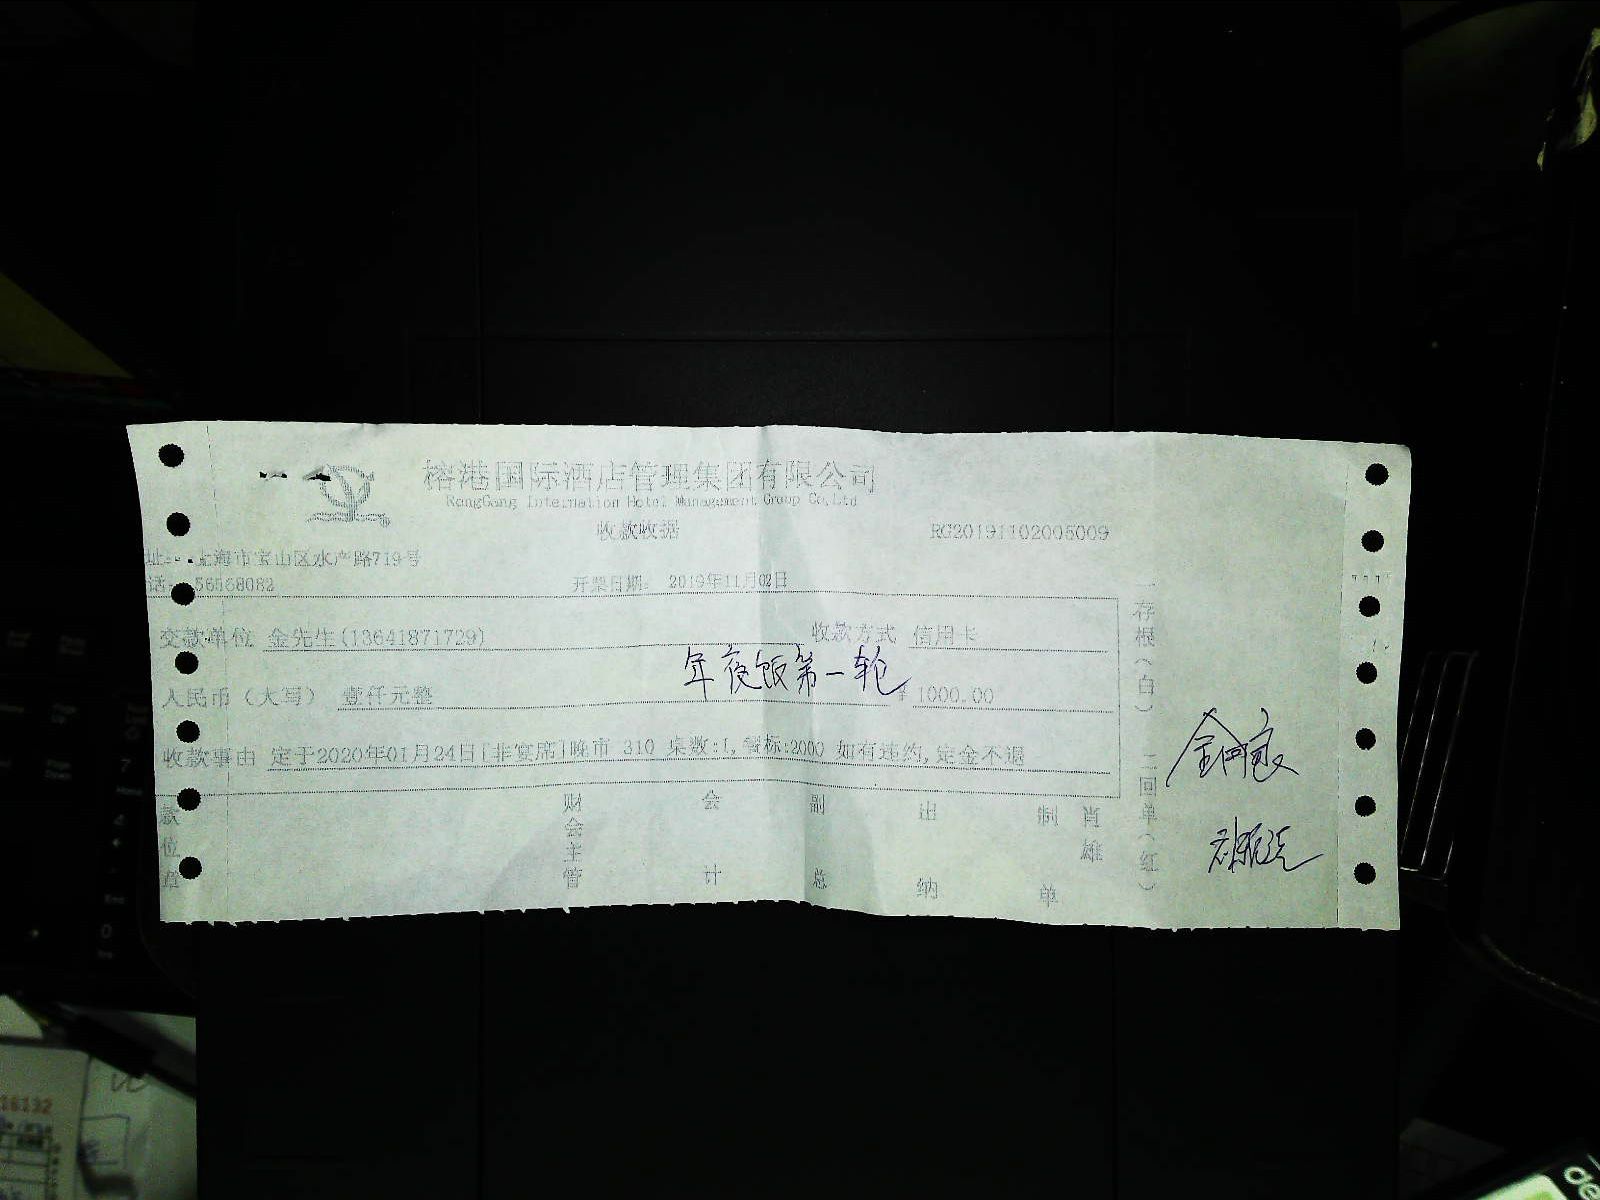 榕港国际酒店管理集团有限公司
RongGang Internation Hotel Management Group Co.Ltd
收款收据
RG20191102005009
址: 上海市宝山区水产路719号
话: 56568082
开票日期: 2019年11月02日
交款单位 金先生(13641871729)
收款方式 信用卡
年夜饭第一轮
人民币(大写) 壹仟元整
¥ 1000.00
收款事由 定于2020年01月24日[非宴席]晚市 310 桌数:1,餐标:2000 如有违约,定金不退
款位章
财会主管
会计
副总
出纳
制单
肖雄
一存根(白) 二回单(红)